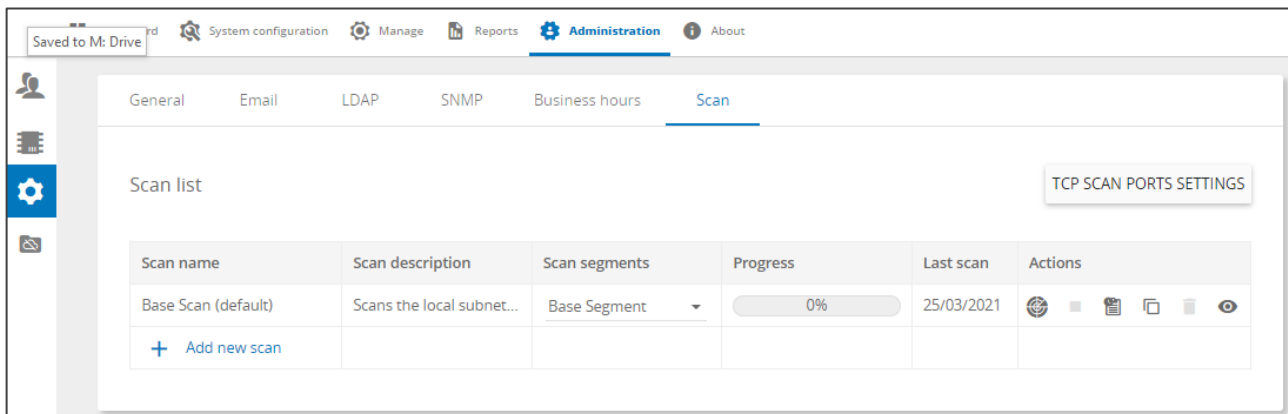 Saved to M: Drive
System configuration Manage Reports Administration About
General Email LDAP SNMP Business hours Scan
Scan list
TCP SCAN PORTS SETTINGS
Scan name Scan description Scan segments Progress Last scan Actions
Base Scan (default) Scans the local subnet... Base Segment 0% 25/03/2021
+ Add new scan